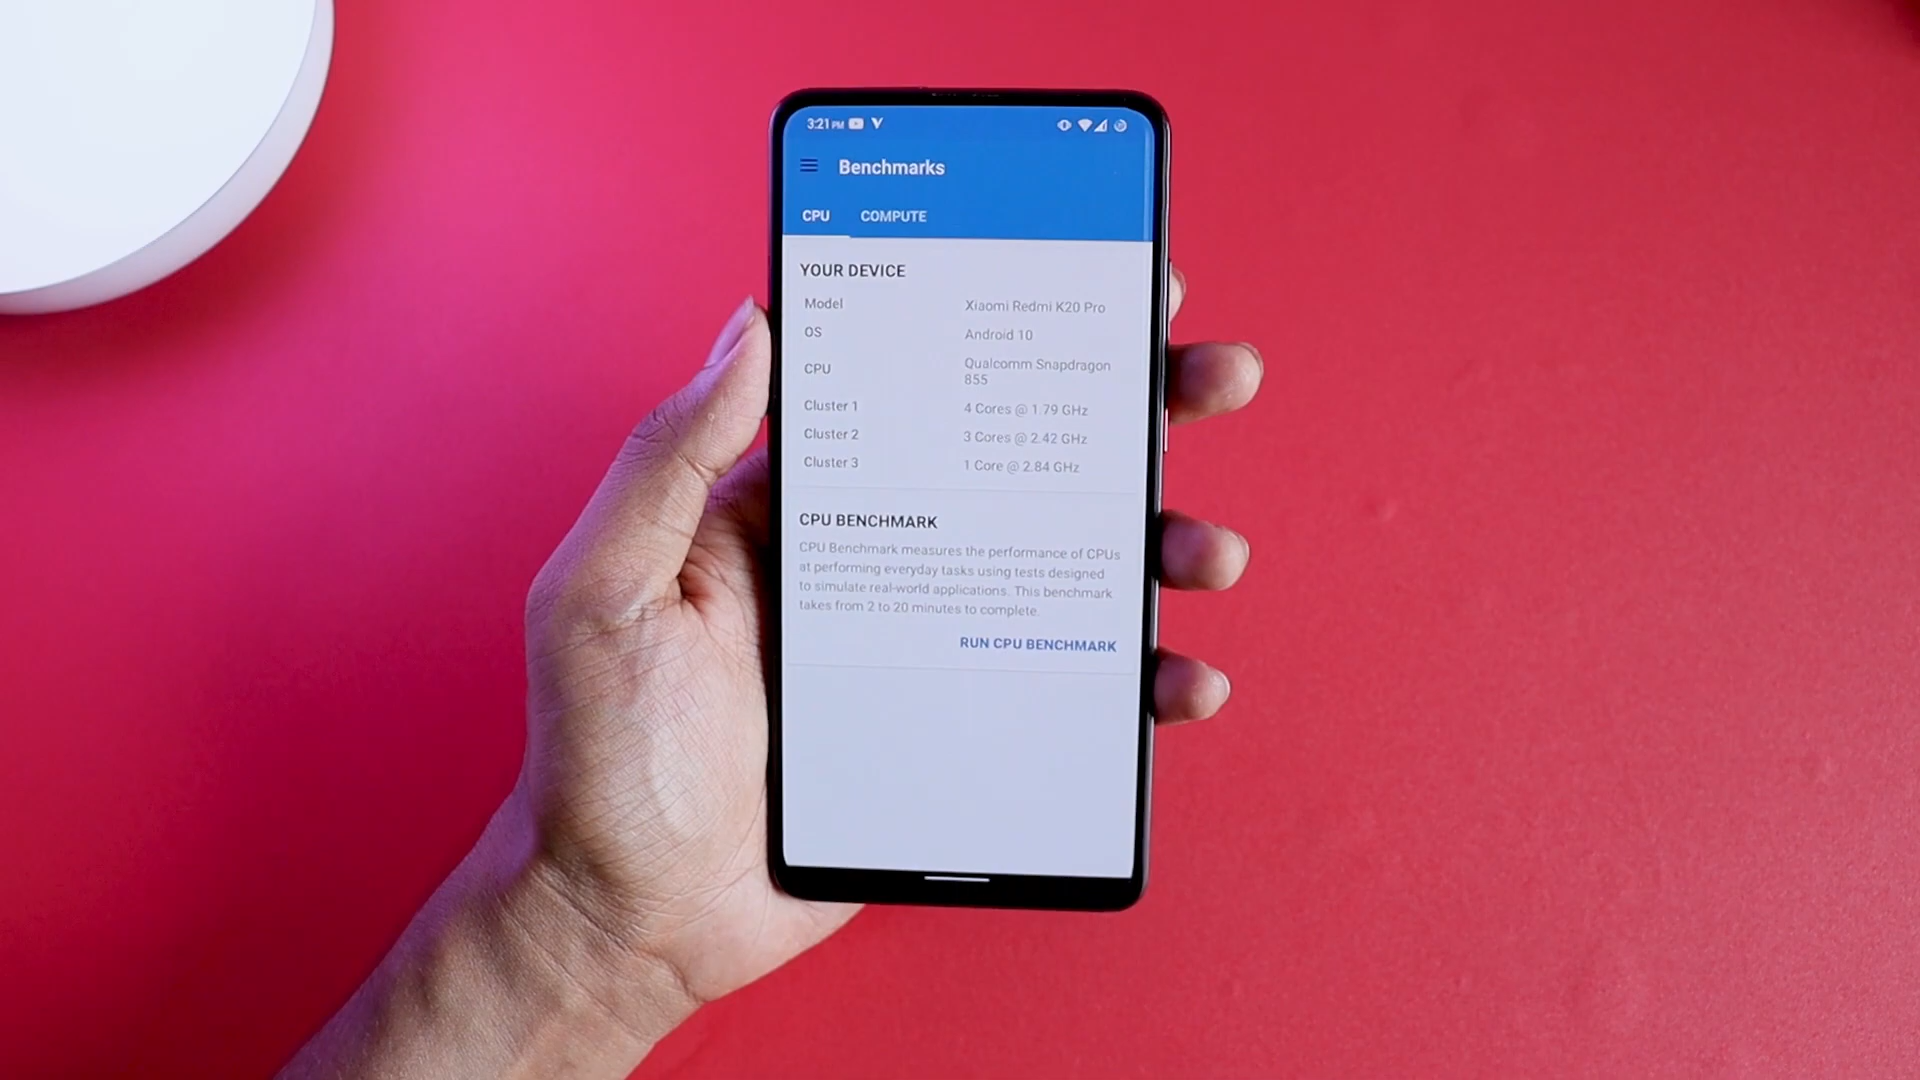 3:21 PM
Benchmarks
CPU COMPUTE
YOUR DEVICE
Model Xiaomi Redmi K20 Pro
OS Android 10
CPU Qualcomm Snapdragon
855
Cluster 1 4 Cores @ 1.79 GHz
Cluster 2 3 Cores @ 2.42 GHz
Cluster 3 1 Core @ 2.84 GHz
CPU BENCHMARK
CPU Benchmark measures the performance of CPUs
at performing everyday tasks using tests designed
to simulate real-world applications. This benchmark
takes from 2 to 20 minutes to complete.
RUN CPU BENCHMARK